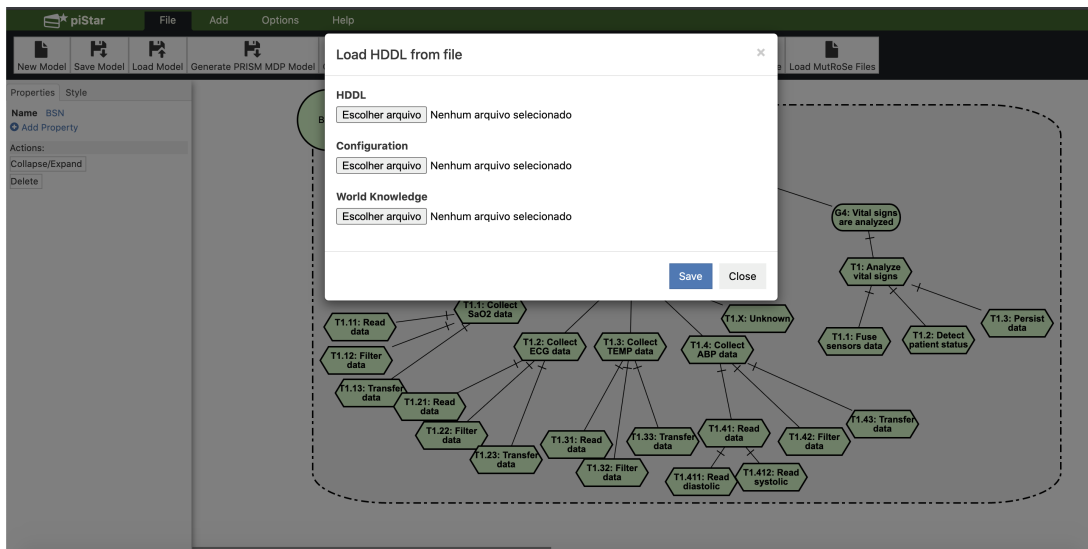 piStar
File
Add
Options
Help
New Model
Save Model
Load Model
Generate PRISM MDP Model
Load MutRoSe Files
Properties
Style
Name BSN
Add Property
Actions:
Collapse/Expand
Delete
Load HDDL from file
×
HDDL
Escolher arquivo Nenhum arquivo selecionado
Configuration
Escolher arquivo Nenhum arquivo selecionado
World Knowledge
Escolher arquivo Nenhum arquivo selecionado
Save
Close
G4: Vital signs
are analyzed
T1: Analyze
vital signs
T1.1: Fuse
sensors data
T1.2: Detect
patient status
T1.3: Persist
data
T1.1: Collect
SaO2 data
T1.X: Unknown
T1.11: Read
data
T1.12: Filter
data
T1.13: Transfer
data
T1.2: Collect
ECG data
T1.3: Collect
TEMP data
T1.4: Collect
ABP data
T1.21: Read
data
T1.22: Filter
data
T1.23: Transfer
data
T1.31: Read
data
T1.32: Filter
data
T1.33: Transfer
data
T1.41: Read
data
T1.42: Filter
data
T1.43: Transfer
data
T1.411: Read
diastolic
T1.412: Read
systolic